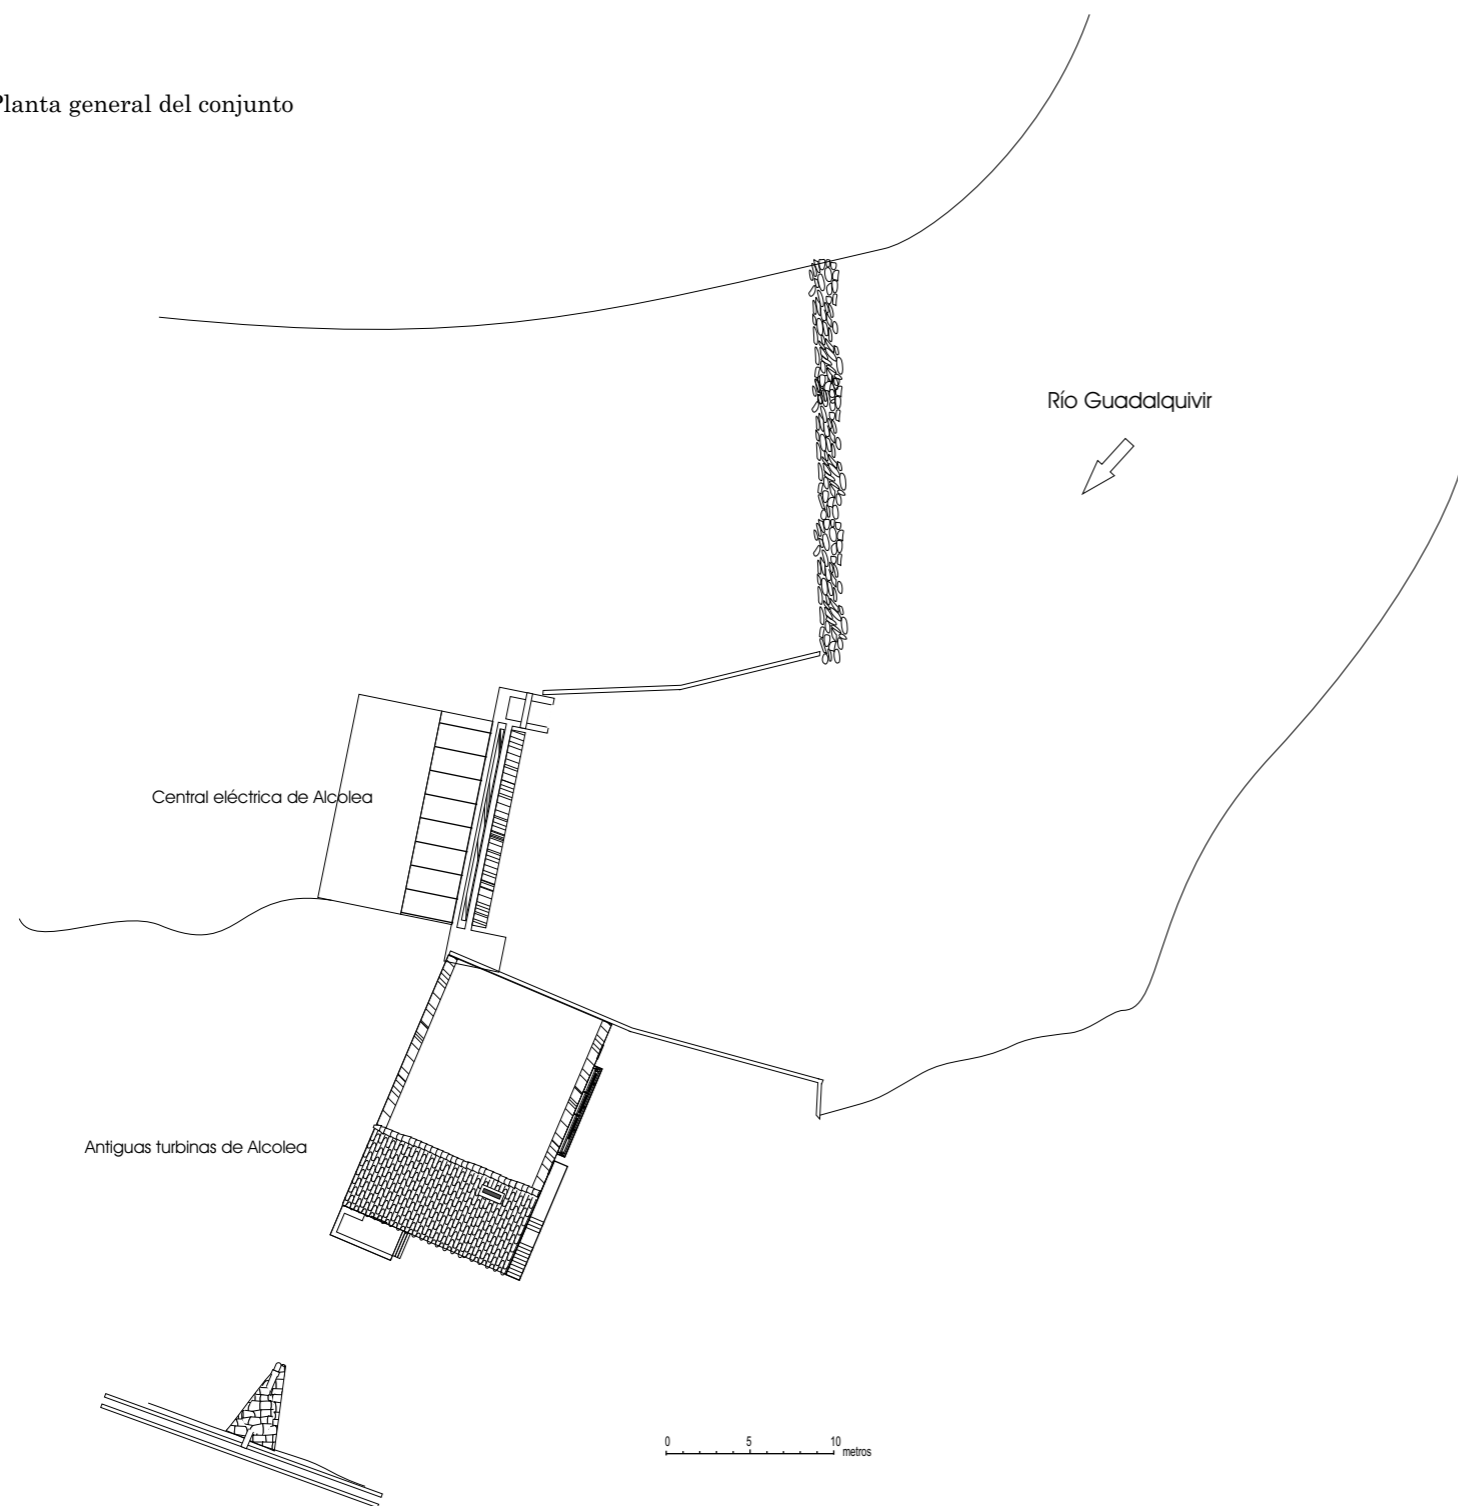 Planta general del conjunto
Río Guadalquivir
Central eléctrica de Alcolea
Antiguas turbinas de Alcolea
0 5 10
metros